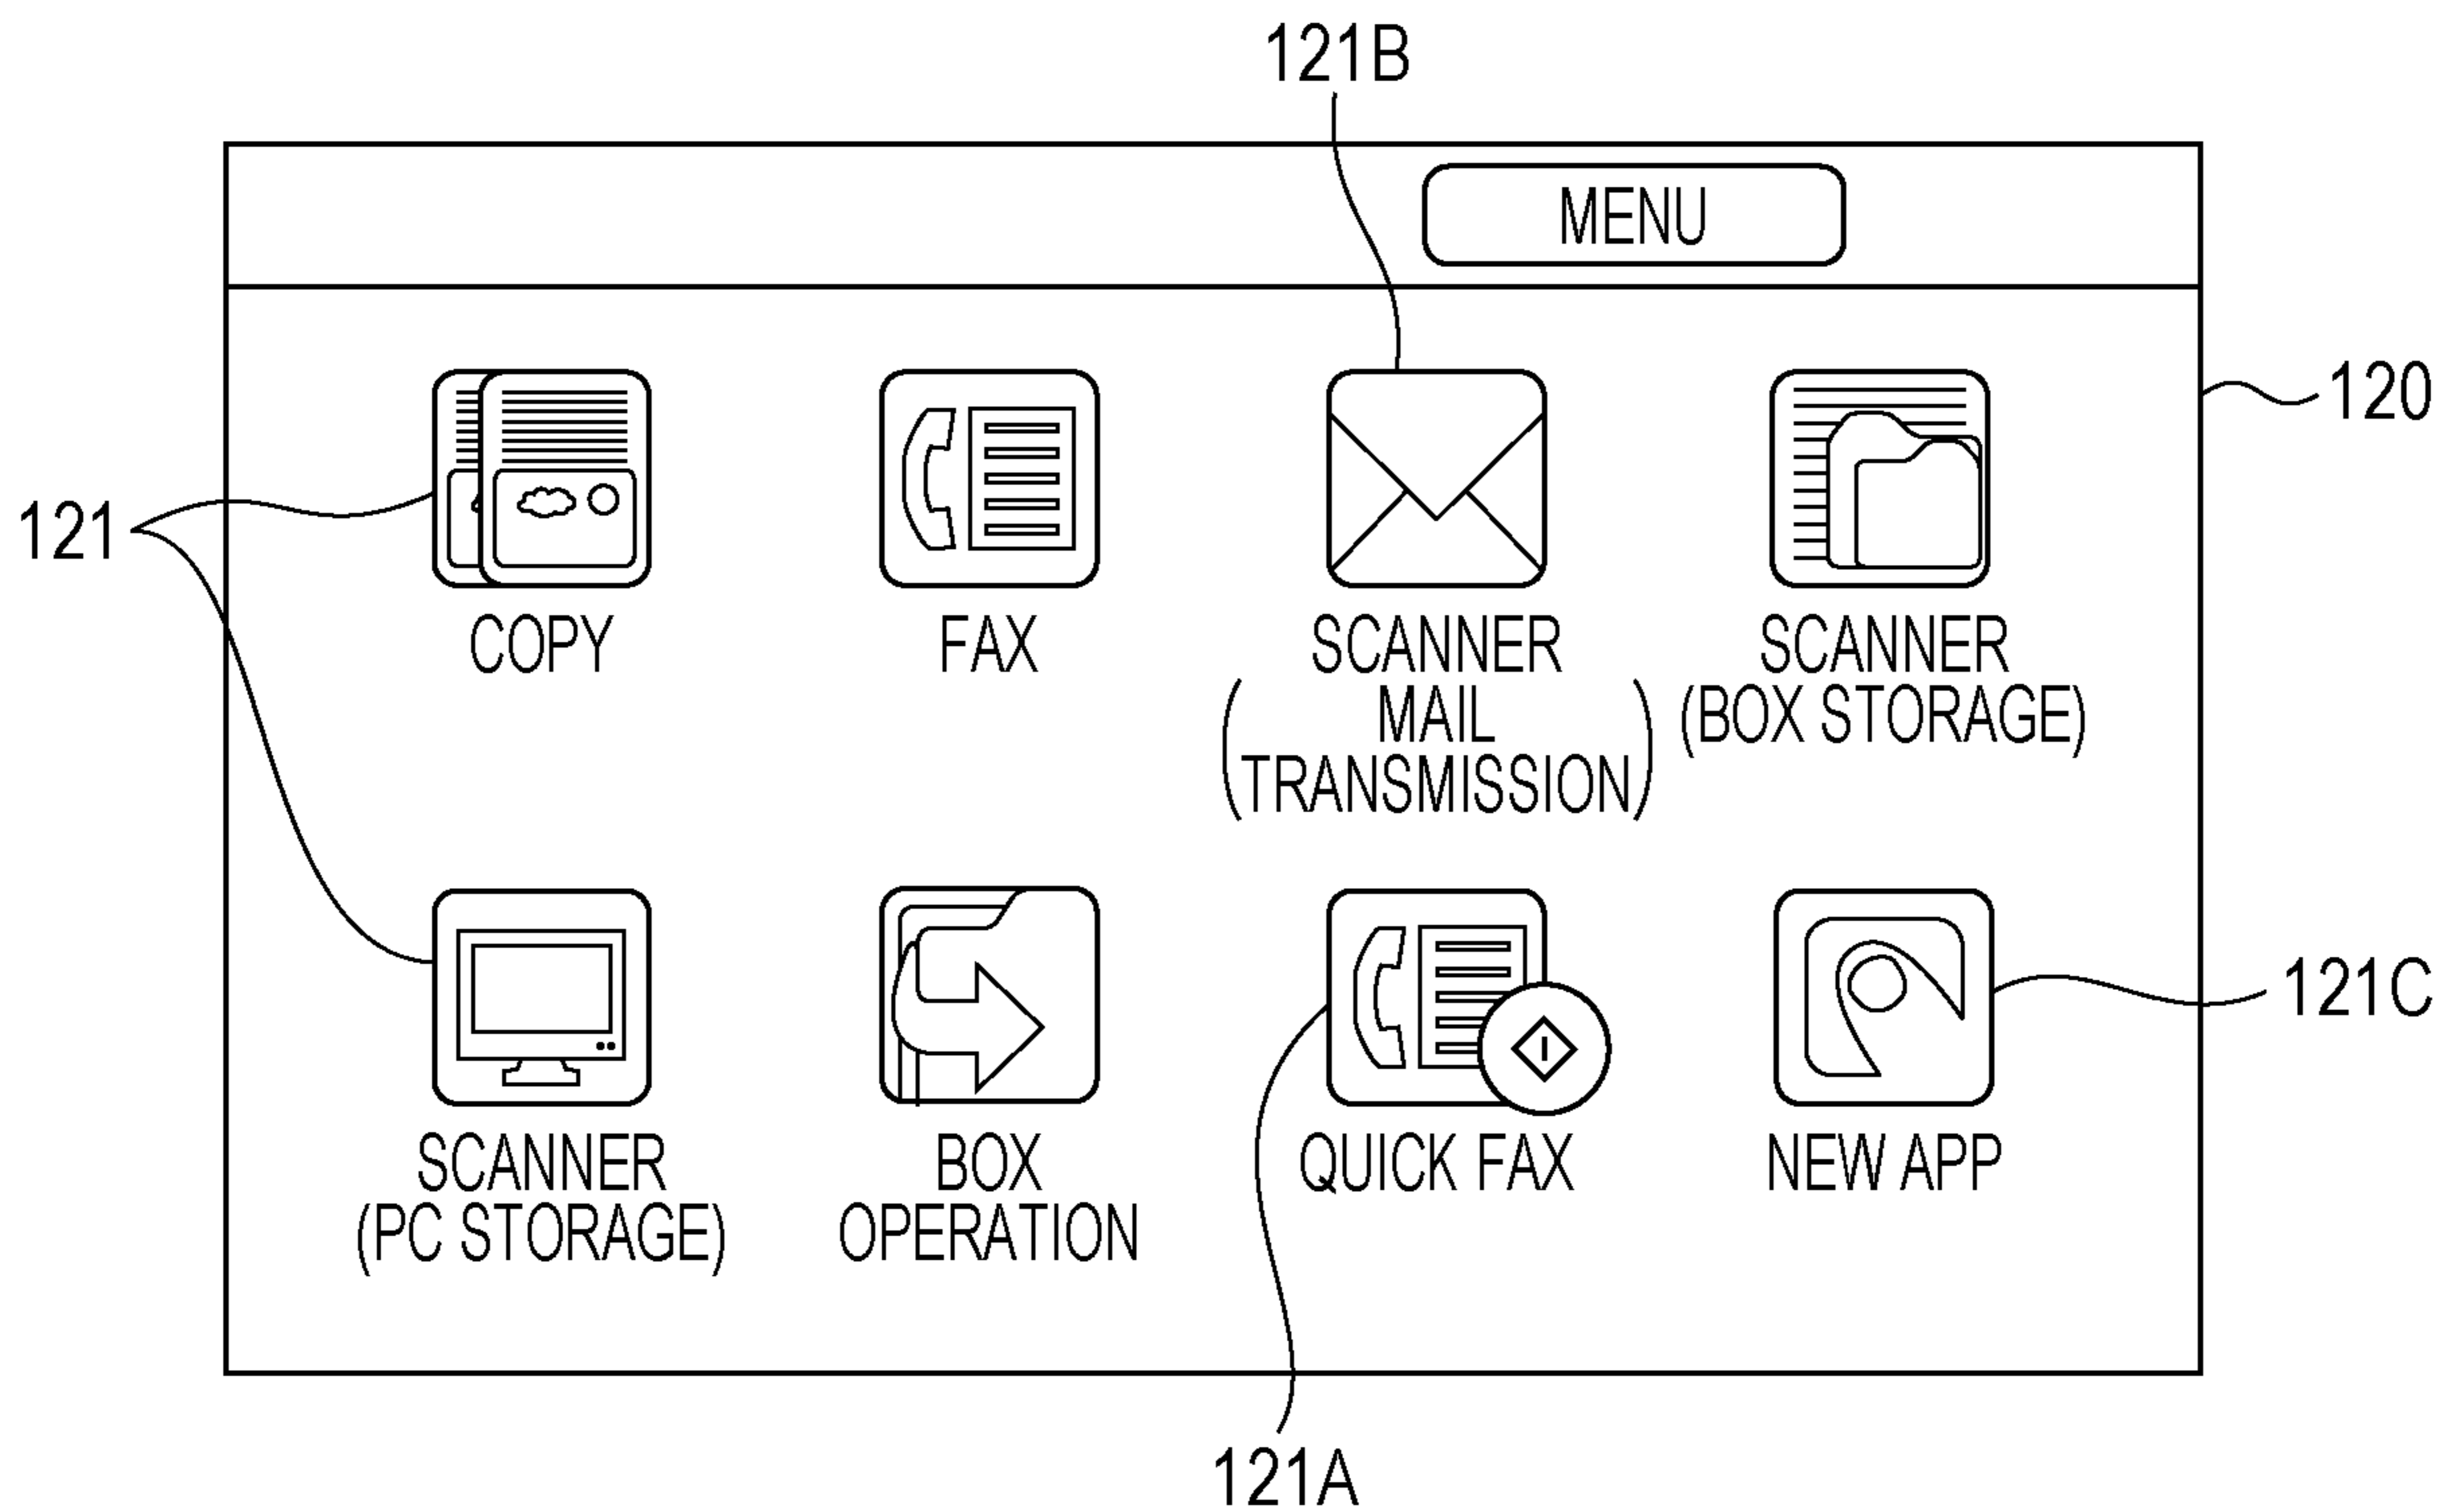 121B
MENU
120
121
COPY
FAX
SCANNER
(MAIL
TRANSMISSION)
SCANNER
(BOX STORAGE)
121C
SCANNER
(PC STORAGE)
BOX
OPERATION
QUICK FAX
NEW APP
121A